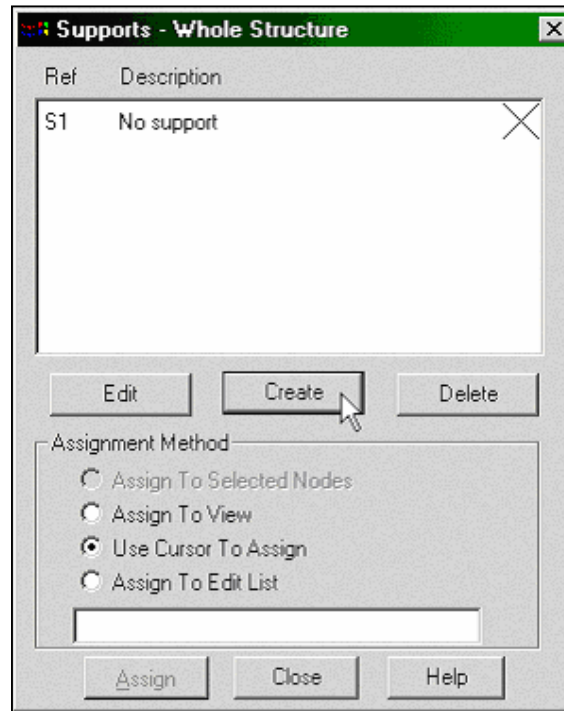 Supports - Whole Structure
Ref Description
S1 No support
Edit Create Delete
Assignment Method
Assign To Selected Nodes
Assign To View
Use Cursor To Assign
Assign To Edit List
Assign Close Help